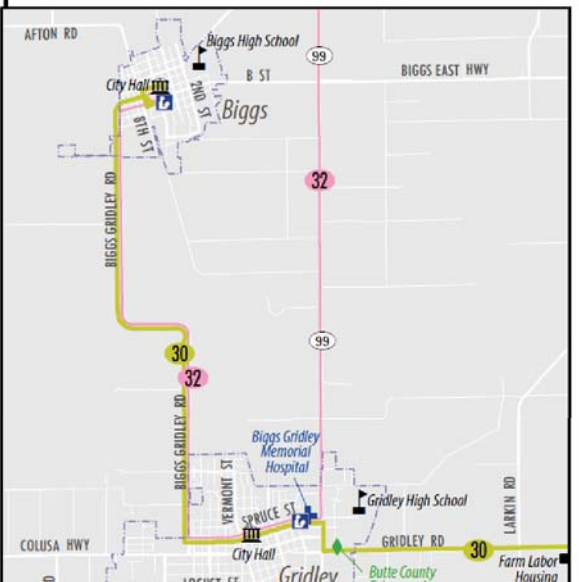 AFTON RD
Biggs High School
99
City Hall
B ST
BIGGS EAST HWY
2ND ST
Biggs
8TH ST
32
BIGGS GRIDLEY RD
99
30
32
BIGGS GRIDLEY RD
Biggs Gridley
Memorial
Hospital
VERMONT ST
SPRUCE ST
Gridley High School
LARKIN RD
COLUSA HWY
City Hall
GRIDLEY RD
30
Farm Labor
Housing
Gridley
Butte County
LOCUST ST